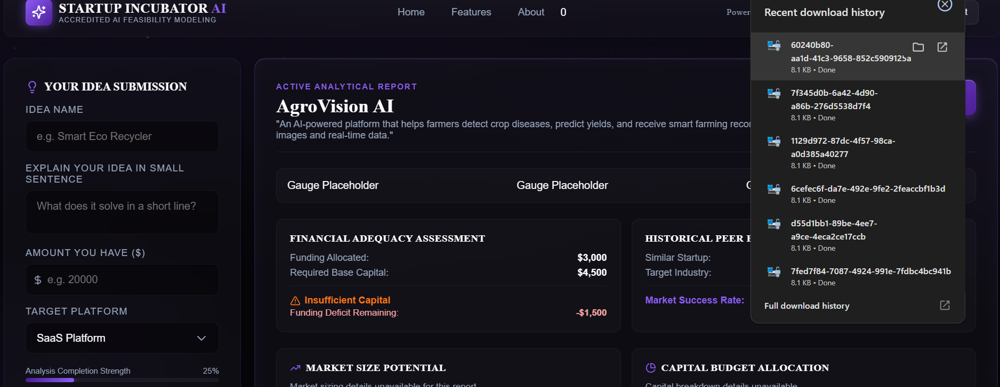 STARTUP INCUBATOR AI
ACCREDITED AI FEASIBILITY MODELING
Home
Features
About
0
YOUR IDEA SUBMISSION
IDEA NAME
e.g. Smart Eco Recycler
EXPLAIN YOUR IDEA IN SMALL
SENTENCE
What does it solve in a short line?
AMOUNT YOU HAVE ($)
$ e.g. 20000
TARGET PLATFORM
SaaS Platform
Analysis Completion Strength
25%
ACTIVE ANALYTICAL REPORT
AgroVision AI
"An AI-powered platform that helps farmers detect crop diseases, predict yields, and receive smart farming
images and real-time data."
Gauge Placeholder
Gauge Placeholder
FINANCIAL ADEQUACY ASSESSMENT
Funding Allocated:
$3,000
Required Base Capital:
$4,500
Insufficient Capital
Funding Deficit Remaining:
-$1,500
HISTORICAL PEER
Similar Startup:
Target Industry:
Market Success Rate:
MARKET SIZE POTENTIAL
Market sizing details unavailable for this report
CAPITAL BUDGET ALLOCATION
Capital breakdown details unavailable
Recent download history
60240b80-
aa1d-41c3-9658-852c5909125a
8.1 KB • Done
7f345d0b-6a42-4d90-
a86b-276d5538d7f4
8.1 KB • Done
1129d972-87dc-4f57-98ca-
a0d385a40277
8.1 KB • Done
6cefec6f-da7e-492e-9fe2-2feaccbf1b3d
8.1 KB • Done
d55d1bb1-89be-4ee7-
a9ce-4eca2ce17ccb
8.1 KB • Done
7fed7f84-7087-4924-991e-7fdbc4bc941b
8.1 KB • Done
Full download history